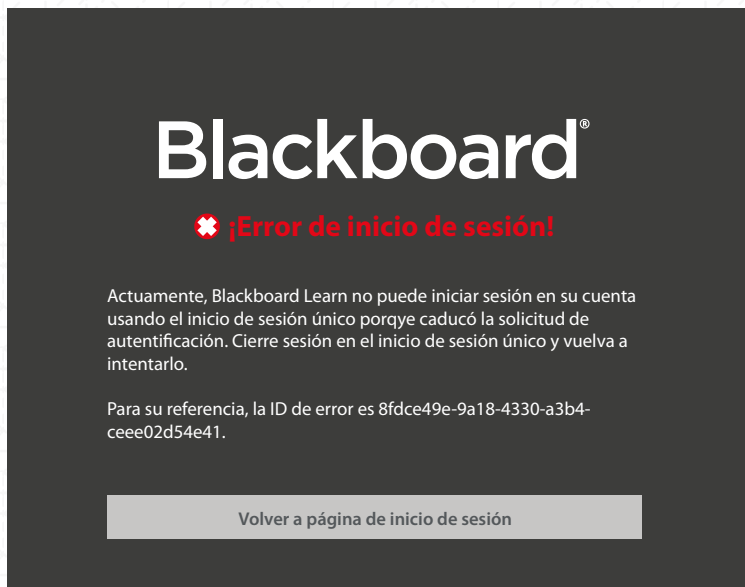 Blackboard®
¡Error de inicio de sesión!
Actuamente, Blackboard Learn no puede iniciar sesión en su cuenta
usando el inicio de sesión único porqye caducó la solicitud de
autentificación. Cierre sesión en el inicio de sesión único y vuelva a
intentarlo.
Para su referencia, la ID de error es 8fdce49e-9a18-4330-a3b4-
ceee02d54e41.
Volver a página de inicio de sesión